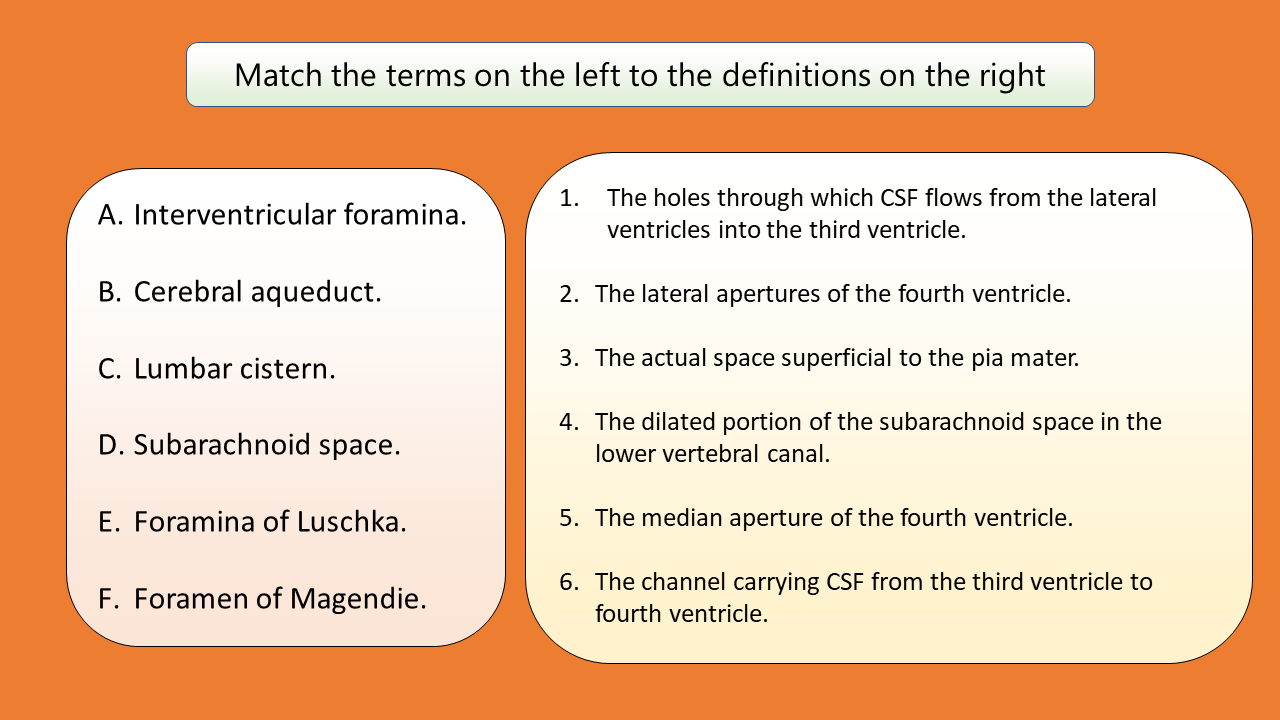 Match the terms on the left to the definitions on the right
A. Interventricular foramina.
B. Cerebral aqueduct.
C. Lumbar cistern.
D. Subarachnoid space.
E. Foramina of Luschka.
F. Foramen of Magendie.
1. The holes through which CSF flows from the lateral
ventricles into the third ventricle.
2. The lateral apertures of the fourth ventricle.
3. The actual space superficial to the pia mater.
4. The dilated portion of the subarachnoid space in the
lower vertebral canal.
5. The median aperture of the fourth ventricle.
6. The channel carrying CSF from the third ventricle to
fourth ventricle.